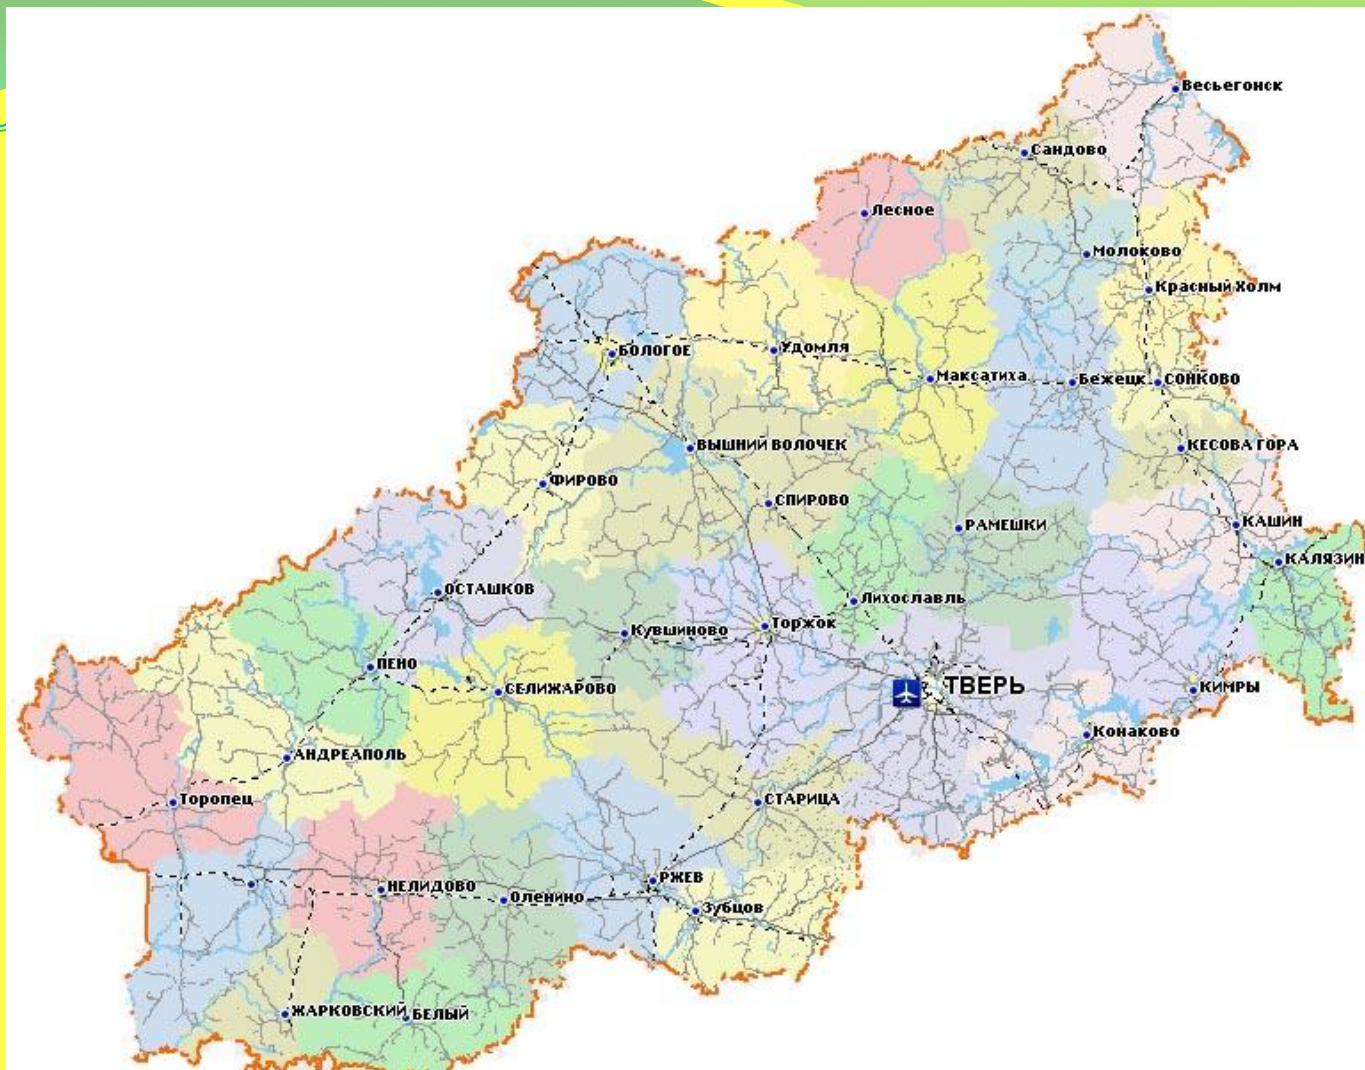 Весьегонск
Сандово
Лесное
Молоково
Красный Холм
БОЛОГОЕ
Удомля
Максатиха
Бежецк
СОНКОВО
ВЫШНИЙ ВОЛОЧЕК
КЕСОВА ГОРА
ФИРОВО
СПИРОВО
РАМЕШКИ
КАШИН
КАЛЯЗИН
ОСТАШКОВ
Лихославль
Кувшиново
Торжок
ПЕНО
СЕЛИЖАРОВО
ТВЕРЬ
КИМРЫ
Конаково
АНДРЕАПОЛЬ
Торопец
СТАРИЦА
РЖЕВ
НЕЛИДОВО
Оленино
Зубцов
ЖАРКОВСКИЙ
БЕЛЫЙ